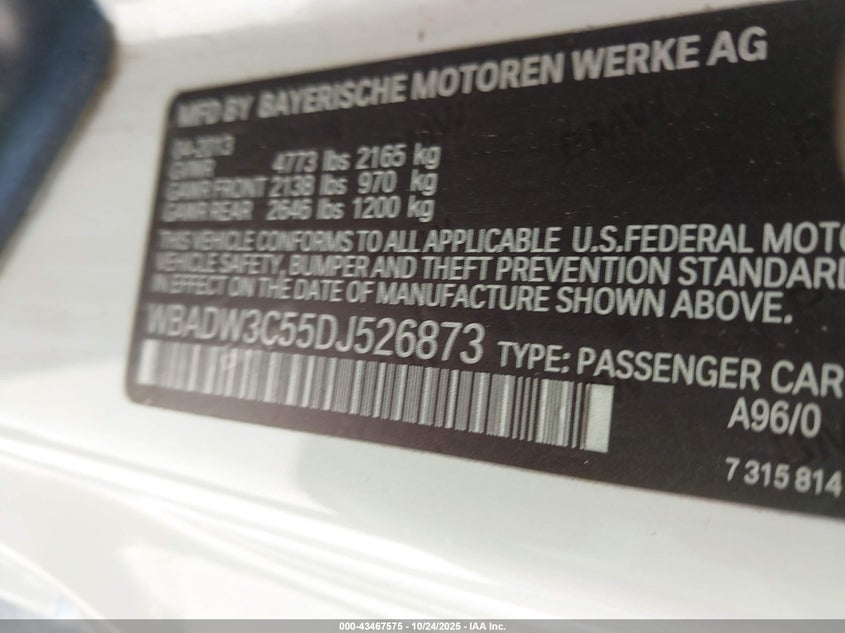 MFD BY BAYERISCHE MOTOREN WERKE AG
04-2013
GVWR 4773 lbs 2165 kg
GAWR FRONT 2138 lbs 970 kg
GAWR REAR 2646 lbs 1200 kg
THIS VEHICLE CONFORMS TO ALL APPLICABLE U.S.FEDERAL MOTO
VEHICLE SAFETY, BUMPER AND THEFT PREVENTION STANDARD
IN EFFECT ON THE DATE OF MANUFACTURE SHOWN ABOVE.
WBADW3C55DJ526873 TYPE: PASSENGER CAR
A96/0
7 315 814
000-43467575 - 10/24/2025 - IAA Inc.